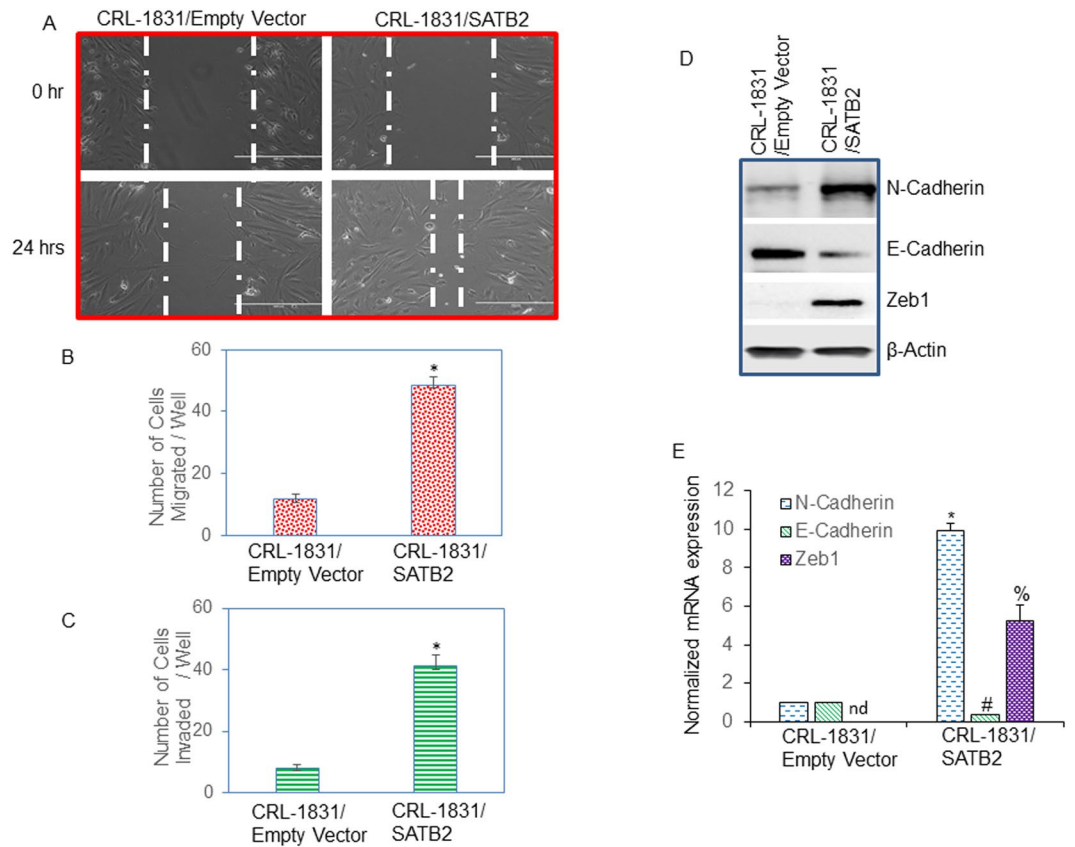 A
CRL-1831/Empty Vector
CRL-1831/SATB2
0 hr
24 hrs
B
Number of Cells
Migrated / Well
60
40
20
0
*
CRL-1831/
Empty Vector
CRL-1831/
SATB2
C
Number of Cells
Invaded / Well
60
40
20
0
*
CRL-1831/
Empty Vector
CRL-1831/
SATB2
D
CRL-1831
/Empty Vector
CRL-1831
/SATB2
N-Cadherin
E-Cadherin
Zeb1
β-Actin
E
Normalized mRNA expression
12
10
8
6
4
2
0
N-Cadherin
E-Cadherin
Zeb1
nd
*
#
%
CRL-1831/
Empty Vector
CRL-1831/
SATB2